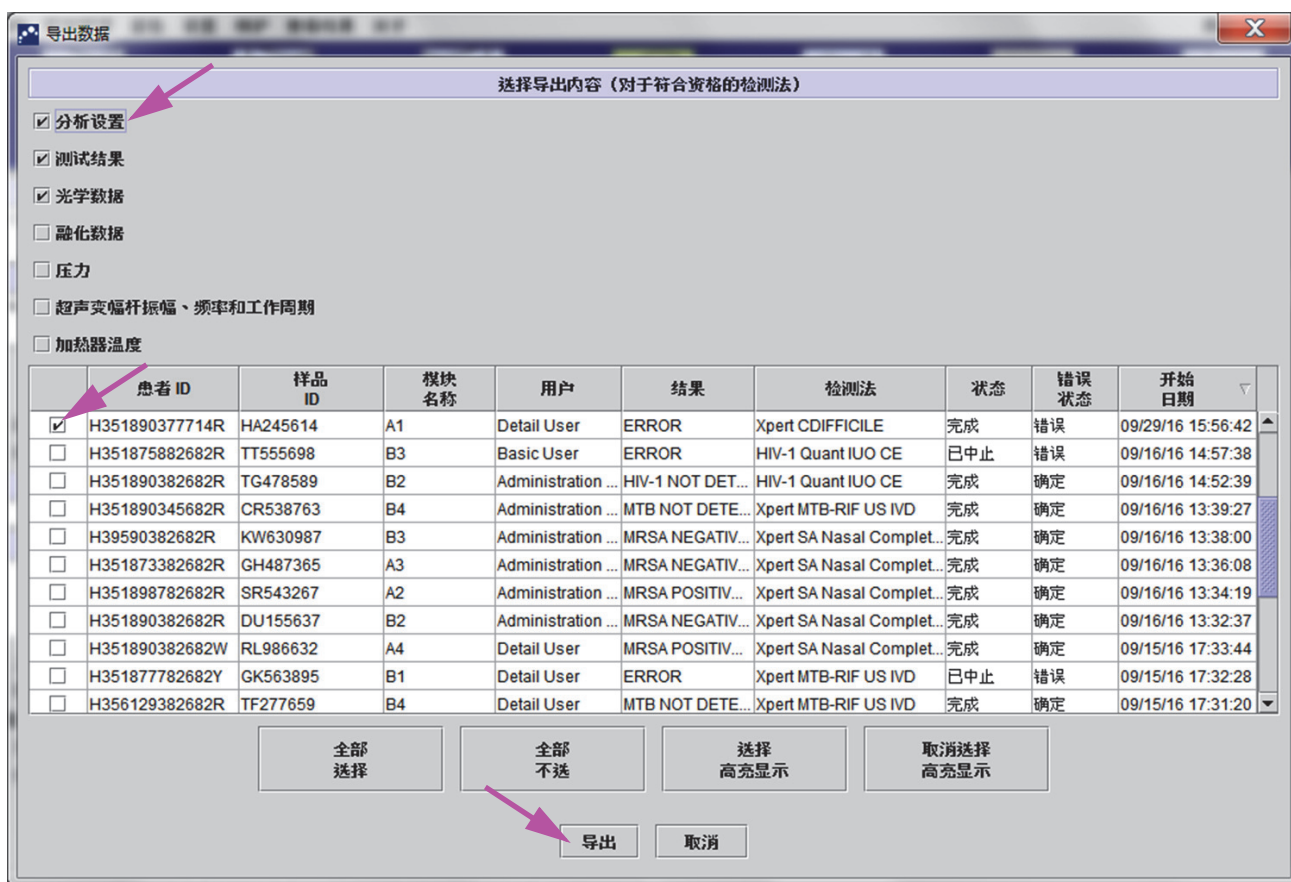 导出数据
选择导出内容（对于符合资格的检测法）
分析设置
测试结果
光学数据
融化数据
压力
超声变幅杆振幅、频率和工作周期
加热器温度
患者 ID 样品 ID 模块名称 用户 结果 检测法 状态 错误状态 开始日期
H351890377714R HA245614 A1 Detail User ERROR Xpert CDIFFICILE 完成 错误 09/29/16 15:56:42
H351875882682R TT555698 B3 Basic User ERROR HIV-1 Quant IUO CE 已中止 错误 09/16/16 14:57:38
H351890382682R TG478589 B2 Administration ... HIV-1 NOT DET... HIV-1 Quant IUO CE 完成 确定 09/16/16 14:52:39
H351890345682R CR538763 B4 Administration ... MTB NOT DETE... Xpert MTB-RIF US IVD 完成 确定 09/16/16 13:39:27
H39590382682R KW630987 B3 Administration ... MRSA NEGATIV... Xpert SA Nasal Complet... 完成 确定 09/16/16 13:38:00
H351873382682R GH487365 A3 Administration ... MRSA NEGATIV... Xpert SA Nasal Complet... 完成 确定 09/16/16 13:36:08
H351898782682R SR543267 A2 Administration ... MRSA POSITIV... Xpert SA Nasal Complet... 完成 确定 09/16/16 13:34:19
H351890382682R DU155637 B2 Administration ... MRSA NEGATIV... Xpert SA Nasal Complet... 完成 确定 09/16/16 13:32:37
H351890382682W RL986632 A4 Detail User MRSA POSITIV... Xpert SA Nasal Complet... 完成 确定 09/15/16 17:33:44
H351877782682Y GK563895 B1 Detail User ERROR Xpert MTB-RIF US IVD 已中止 错误 09/15/16 17:32:28
H356129382682R TF277659 B4 Detail User MTB NOT DETE... Xpert MTB-RIF US IVD 完成 确定 09/15/16 17:31:20
全部 全部 选择 取消选择
选择 不选 高亮显示 高亮显示
导出 取消